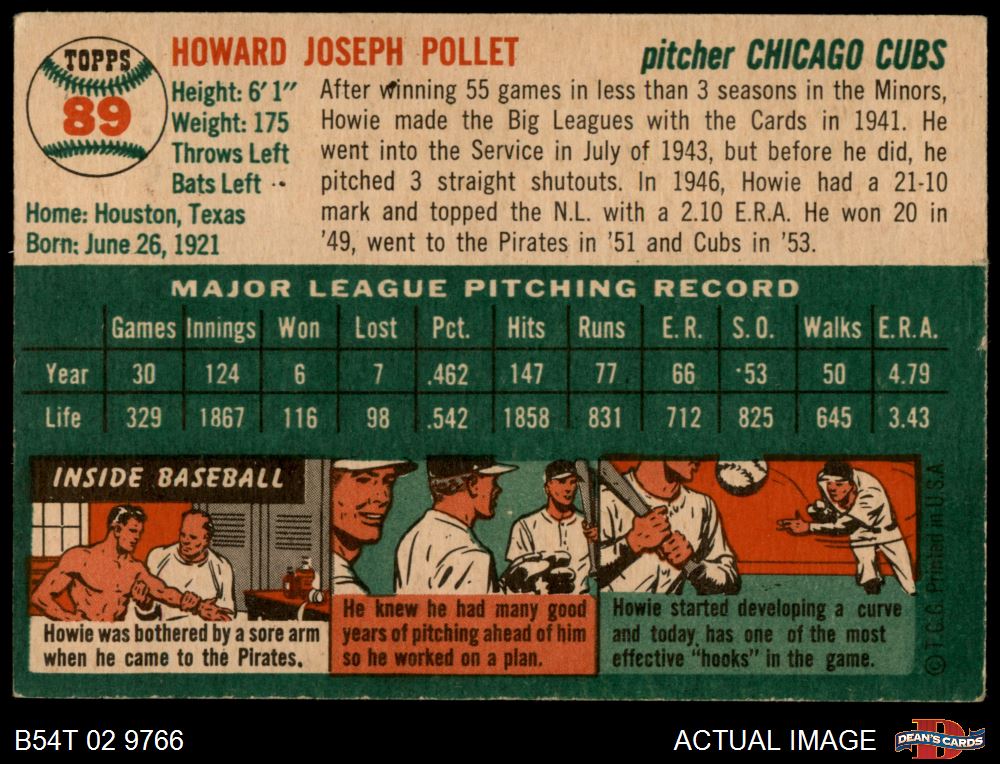 TOPPS
89
HOWARD JOSEPH POLLET
pitcher CHICAGO CUBS
Height: 6' 1"
Weight: 175
Throws Left
Bats Left
Home: Houston, Texas
Born: June 26, 1921
After winning 55 games in less than 3 seasons in the Minors,
Howie made the Big Leagues with the Cards in 1941. He
went into the Service in July of 1943, but before he did, he
pitched 3 straight shutouts. In 1946, Howie had a 21-10
mark and topped the N.L. with a 2.10 E.R.A. He won 20 in
'49, went to the Pirates in '51 and Cubs in '53.
MAJOR LEAGUE PITCHING RECORD
Games Innings Won Lost Pct. Hits Runs E. R. S. O. Walks E.R.A.
Year 30 124 6 7 .462 147 77 66 53 50 4.79
Life 329 1867 116 98 .542 1858 831 712 825 645 3.43
INSIDE BASEBALL
Howie was bothered by a sore arm
when he came to the Pirates.
He knew he had many good
years of pitching ahead of him
so he worked on a plan.
Howie started developing a curve
and today, has one of the most
effective "hooks" in the game.
© T.C.G. Printed in U.S.A.
B54T 02 9766
ACTUAL IMAGE
DEAN'S CARDS